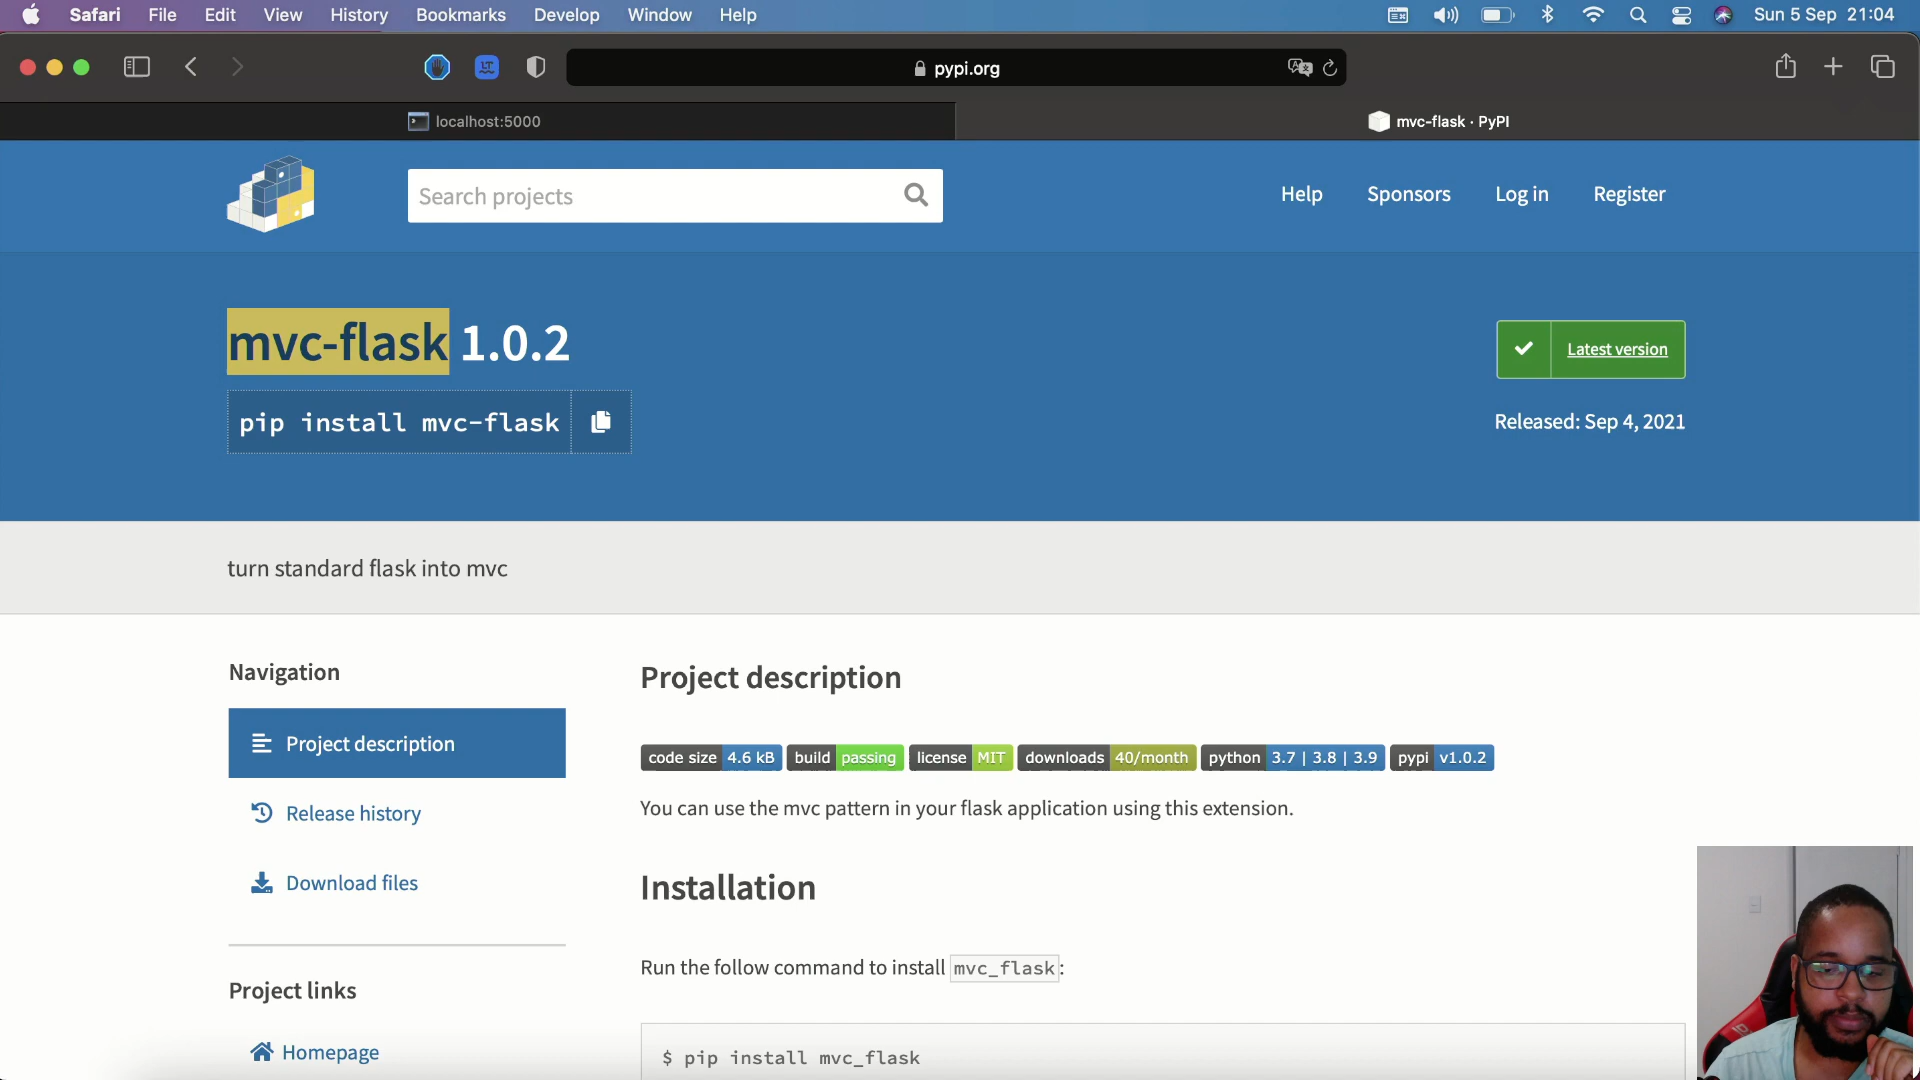 Safari File Edit View History Bookmarks Develop Window Help Sun 5 Sep 21:04
pypi.org
localhost:5000
mvc-flask · PyPI
Search projects
Help Sponsors Log in Register
mvc-flask 1.0.2
Latest version
pip install mvc-flask
Released: Sep 4, 2021
turn standard flask into mvc
Navigation
Project description
Release history
Download files
Project links
Homepage
Project description
code size 4.6 kB build passing license MIT downloads 40/month python 3.7 | 3.8 | 3.9 pypi v1.0.2
You can use the mvc pattern in your flask application using this extension.
Installation
Run the follow command to install mvc_flask:
$ pip install mvc_flask